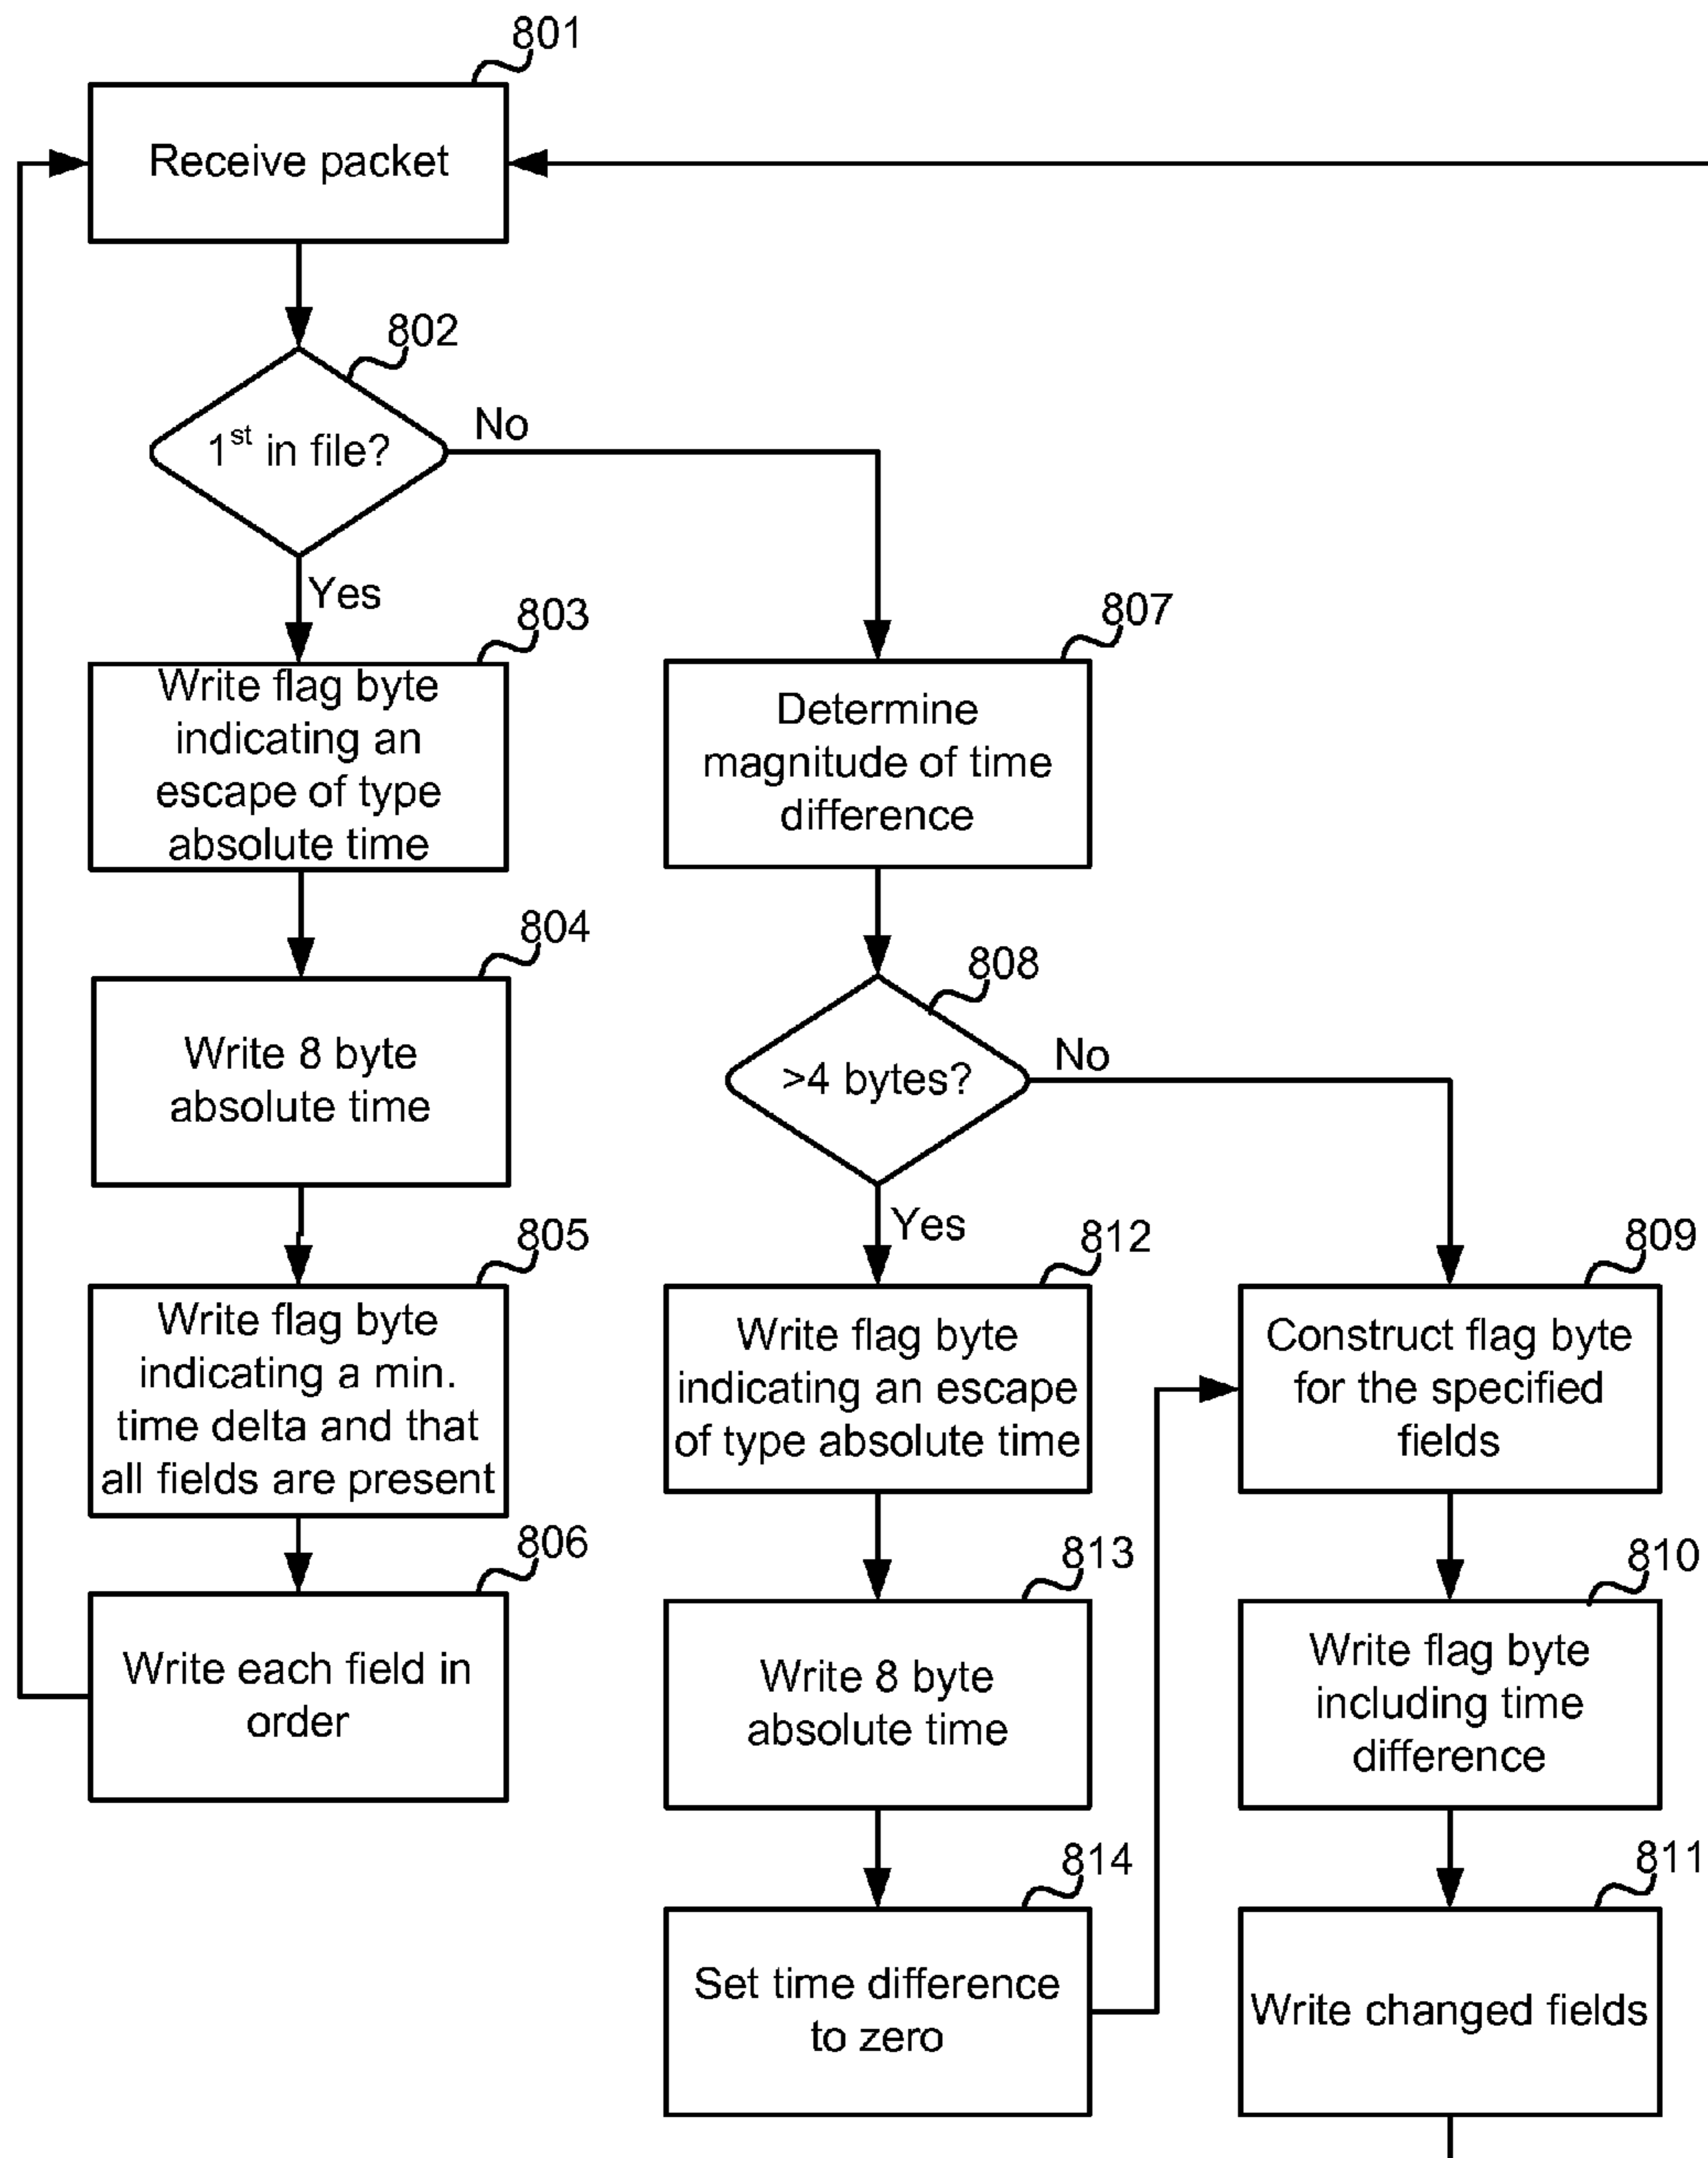 801
Receive packet
802
1st in file?
No
Yes
803
Write flag byte
indicating an
escape of type
absolute time
804
Write 8 byte
absolute time
805
Write flag byte
indicating a min.
time delta and that
all fields are present
806
Write each field in
order
807
Determine
magnitude of time
difference
808
>4 bytes?
No
Yes
812
Write flag byte
indicating an escape
of type absolute time
813
Write 8 byte
absolute time
814
Set time difference
to zero
809
Construct flag byte
for the specified
fields
810
Write flag byte
including time
difference
811
Write changed fields